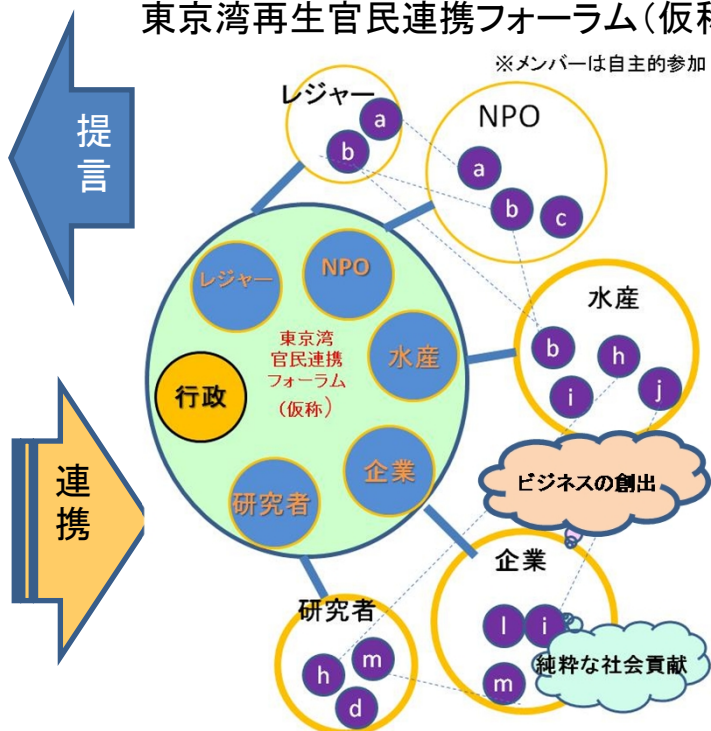 東京湾再生官民連携フォーラム(仮
※メンバーは自主的参加
提
言
レジャー
a
b
NPO
a
b
c
レジャー
NPO
水産
東京湾
官民連携
フォーラム
(仮称)
行政
企業
研究者
水産
b
h
i
j
連
携
ビジネスの創出
企業
l
i
m
純粋な社会貢献
研究者
h
m
d